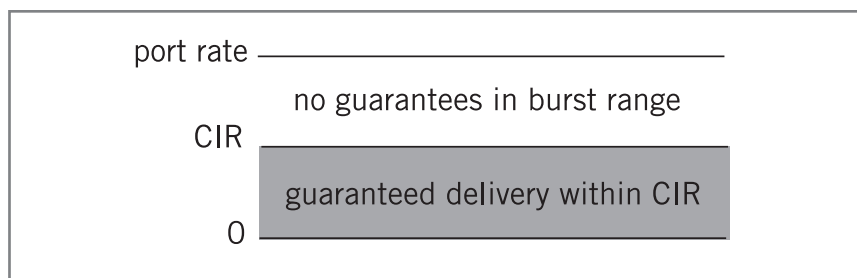 port rate
no guarantees in burst range
CIR
guaranteed delivery within CIR
0